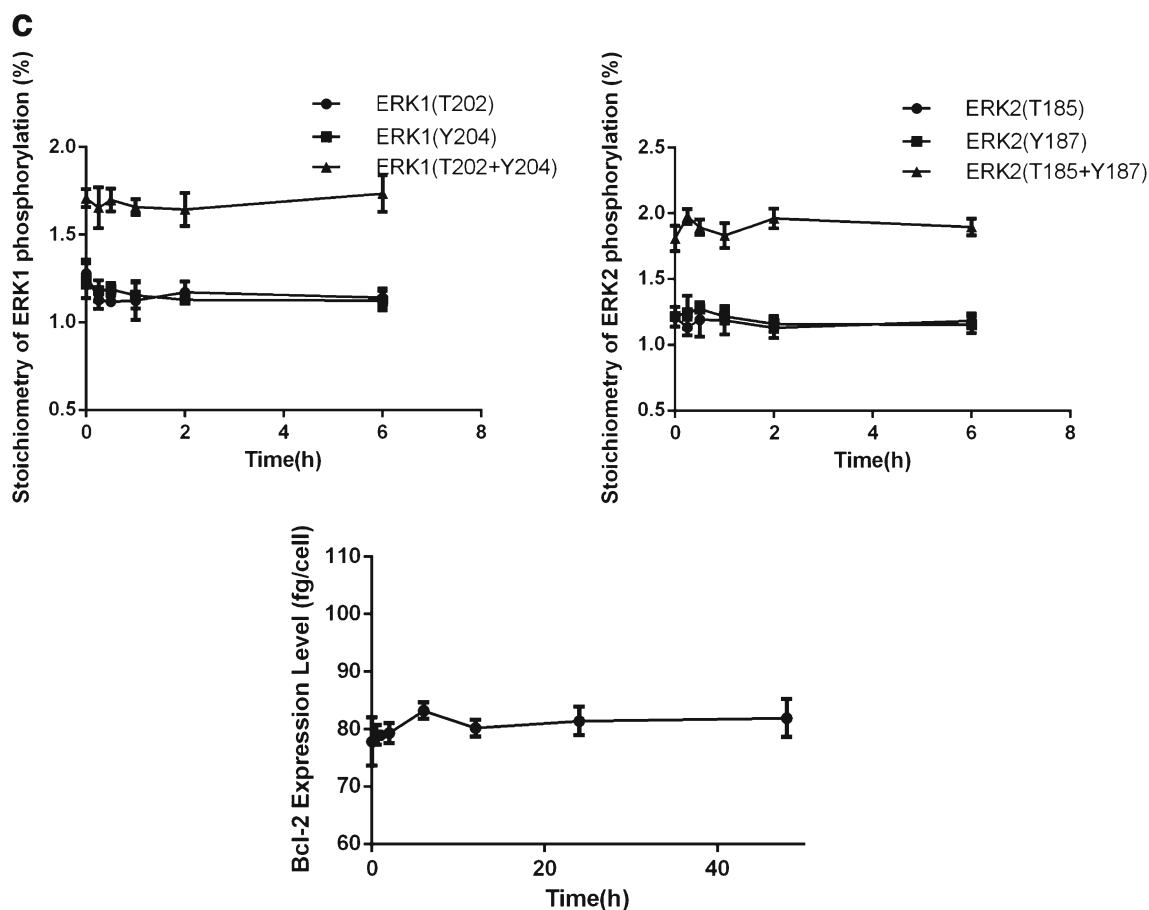 c
Stoichiometry of ERK1 phosphorylation (%)
ERK1(T202)
ERK1(Y204)
ERK1(T202+Y204)
2.0
1.5
1.0
0.5
0 2 4 6 8
Time(h)
Stoichiometry of ERK2 phosphorylation (%)
ERK2(T185)
ERK2(Y187)
ERK2(T185+Y187)
2.5
2.0
1.5
1.0
0.5
0 2 4 6 8
Time(h)
Bcl-2 Expression Level (fg/cell)
110
100
90
80
70
60
0 20 40
Time(h)